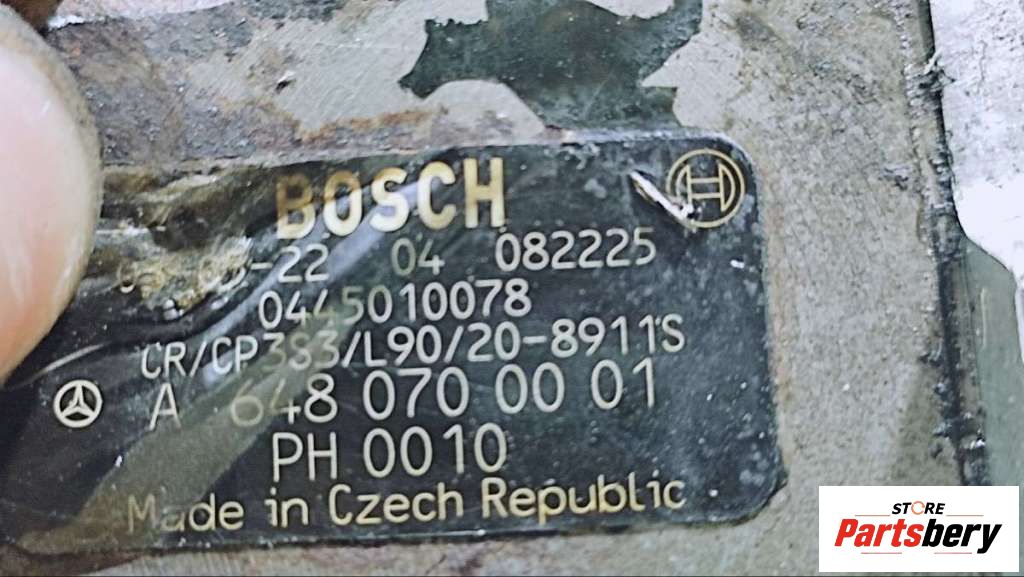 BOSCH
-22 04 082225
0445010078
CR/CP3S3/L90/20-8911S
A 648 070 00 01
PH 0010
Made in Czech Republic
STORE
Partsbery